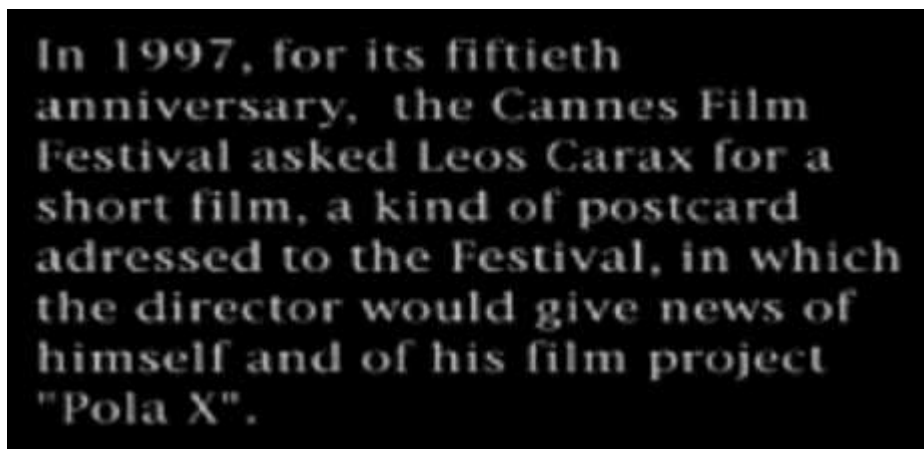 In 1997, for its fiftieth
anniversary,  the Cannes Film
Festival asked Leos Carax for a
short film, a kind of postcard
adressed to the Festival, in which
the director would give news of
himself and of his film project
"Pola X".